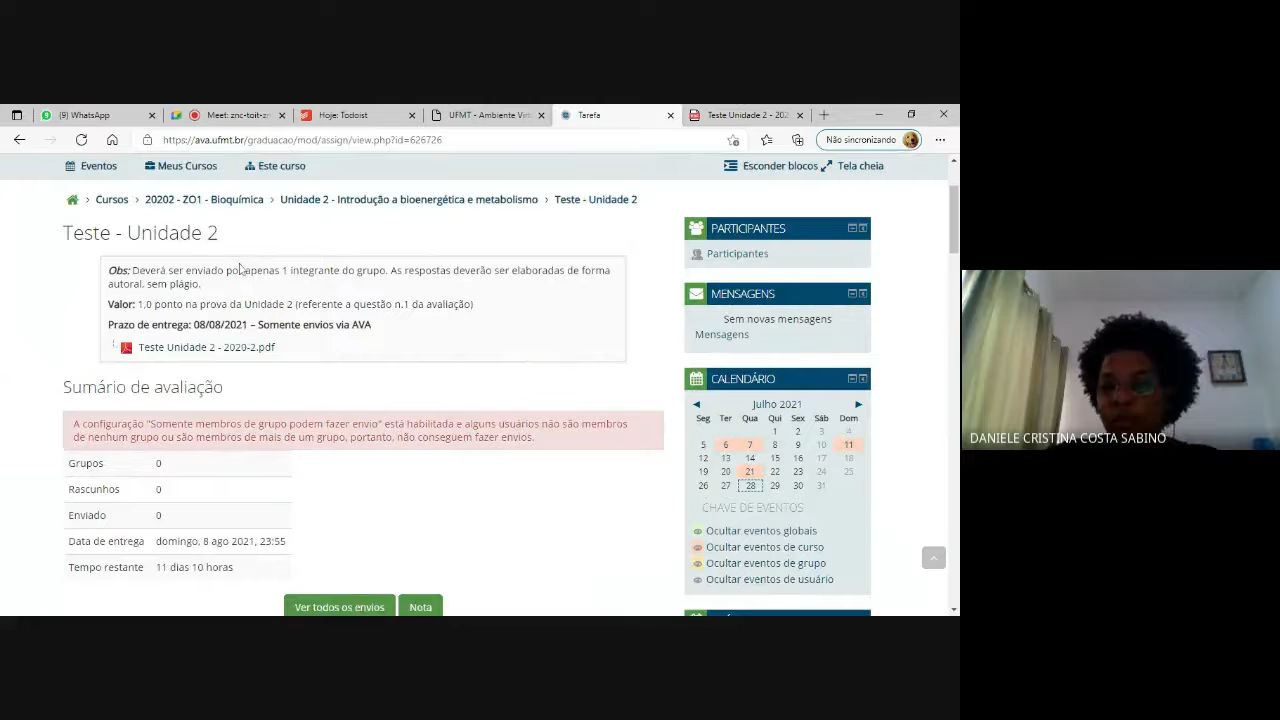 (9) WhatsApp
Meet: znc-toit-z
Hoje: Todoist
UFMT - Ambiente Virt
Tarefa
Teste Unidade 2 - 202
https://ava.ufmt.br/graduacao/mod/assign/view.php?id=626726
Não sincronizando
Eventos
Meus Cursos
Este curso
Esconder blocos
Tela cheia
Cursos > 20202 - ZO1 - Bioquímica > Unidade 2 - Introdução a bioenergética e metabolismo > Teste - Unidade 2
Teste - Unidade 2
Obs: Deverá ser enviado por apenas 1 integrante do grupo. As respostas deverão ser elaboradas de forma
autoral, sem plágio.
Valor: 1,0 ponto na prova da Unidade 2 (referente a questão n.1 da avaliação)
Prazo de entrega: 08/08/2021 – Somente envios via AVA
Teste Unidade 2 - 2020-2.pdf
Sumário de avaliação
A configuração "Somente membros de grupo podem fazer envio" está habilitada e alguns usuários não são membros
de nenhum grupo ou são membros de mais de um grupo, portanto, não conseguem fazer envios.
Grupos 0
Rascunhos 0
Enviado 0
Data de entrega domingo, 8 ago 2021, 23:55
Tempo restante 11 dias 10 horas
Ver todos os envios
Nota
PARTICIPANTES
Participantes
MENSAGENS
Sem novas mensagens
Mensagens
CALENDÁRIO
Julho 2021
Seg Ter Qua Qui Sex Sáb Dom
1 2 3 4
5 6 7 8 9 10 11
12 13 14 15 16 17 18
19 20 21 22 23 24 25
26 27 28 29 30 31
CHAVE DE EVENTOS
Ocultar eventos globais
Ocultar eventos de curso
Ocultar eventos de grupo
Ocultar eventos de usuário
DANIELE CRISTINA COSTA SABINO